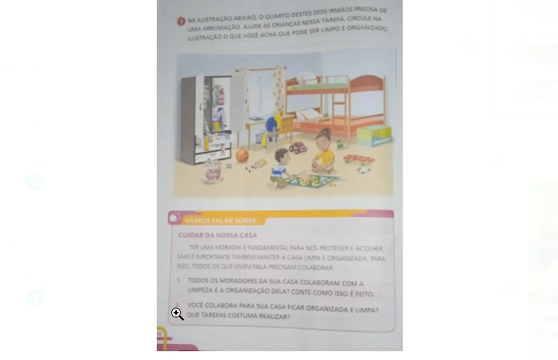 3 NA ILUSTRAÇÃO ABAIXO, O QUARTO DESTES DOIS IRMÃOS PRECISA DE
UMA ARRUMAÇÃO. AJUDE AS CRIANÇAS NESSA TAREFA. CIRCULE NA
ILUSTRAÇÃO O QUE VOCÊ ACHA QUE PODE SER LIMPO E ORGANIZADO.
VAMOS FALAR SOBRE...
CUIDAR DA NOSSA CASA
TER UMA MORADIA É FUNDAMENTAL PARA NOS PROTEGER E ACOLHER.
MAS É IMPORTANTE TAMBÉM MANTER A CASA LIMPA E ORGANIZADA. PARA
ISSO, TODOS OS QUE VIVEM NELA PRECISAM COLABORAR.
1. TODOS OS MORADORES DA SUA CASA COLABORAM COM A
LIMPEZA E A ORGANIZAÇÃO DELA? CONTE COMO ISSO É FEITO.
VOCÊ COLABORA PARA SUA CASA FICAR ORGANIZADA E LIMPA?
QUE TAREFAS COSTUMA REALIZAR?